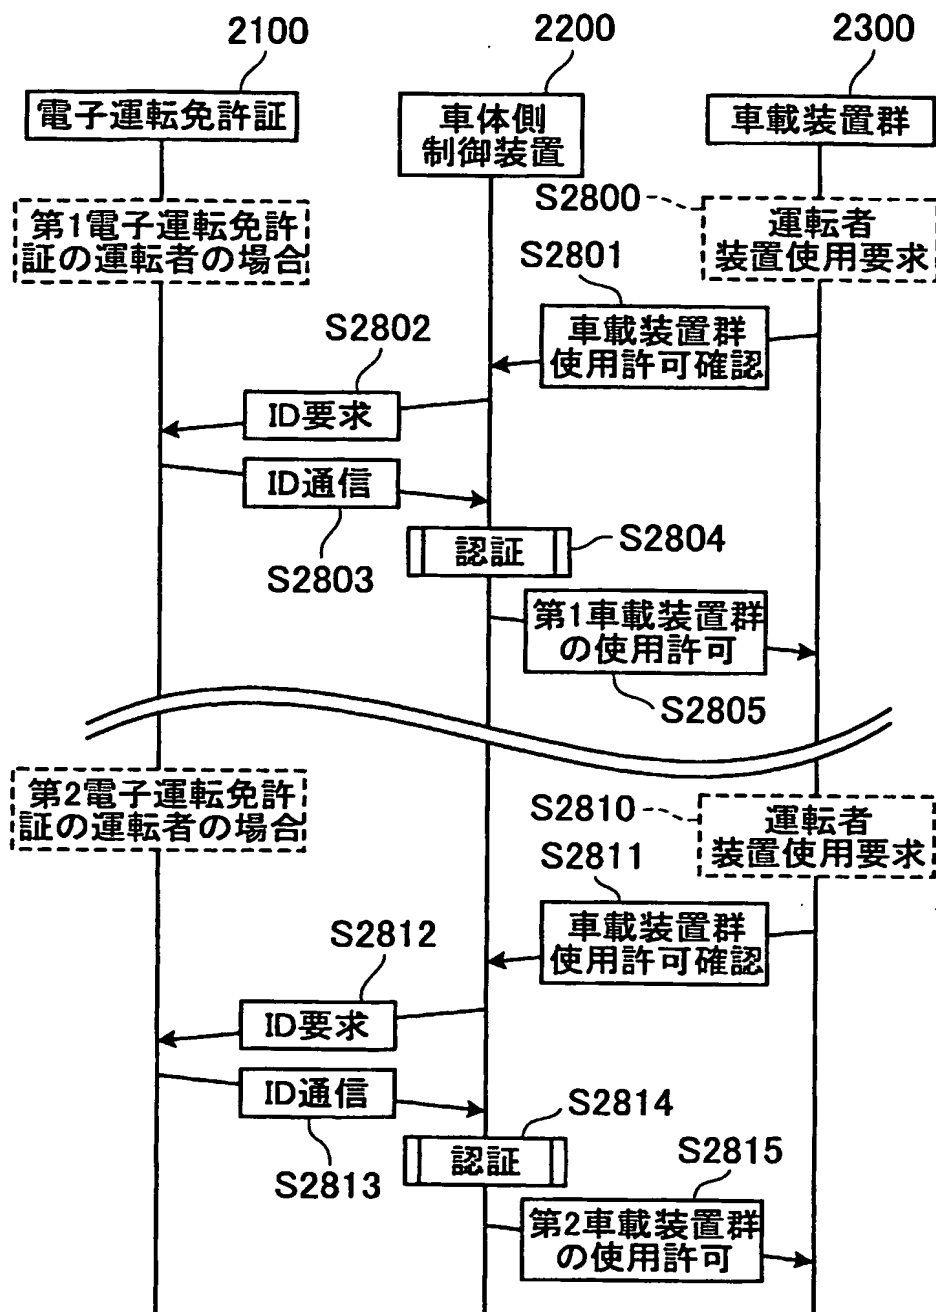 2100
2200
2300
電子運転免許証
車体側
制御装置
車載装置群
第1電子運転免許
証の運転者の場合
S2800
運転者
装置使用要求
S2801
車載装置群
使用許可確認
S2802
ID要求
ID通信
S2803
認証
S2804
第1車載装置群
の使用許可
S2805
第2電子運転免許
証の運転者の場合
S2810
運転者
装置使用要求
S2811
車載装置群
使用許可確認
S2812
ID要求
ID通信
S2813
認証
S2814
S2815
第2車載装置群
の使用許可